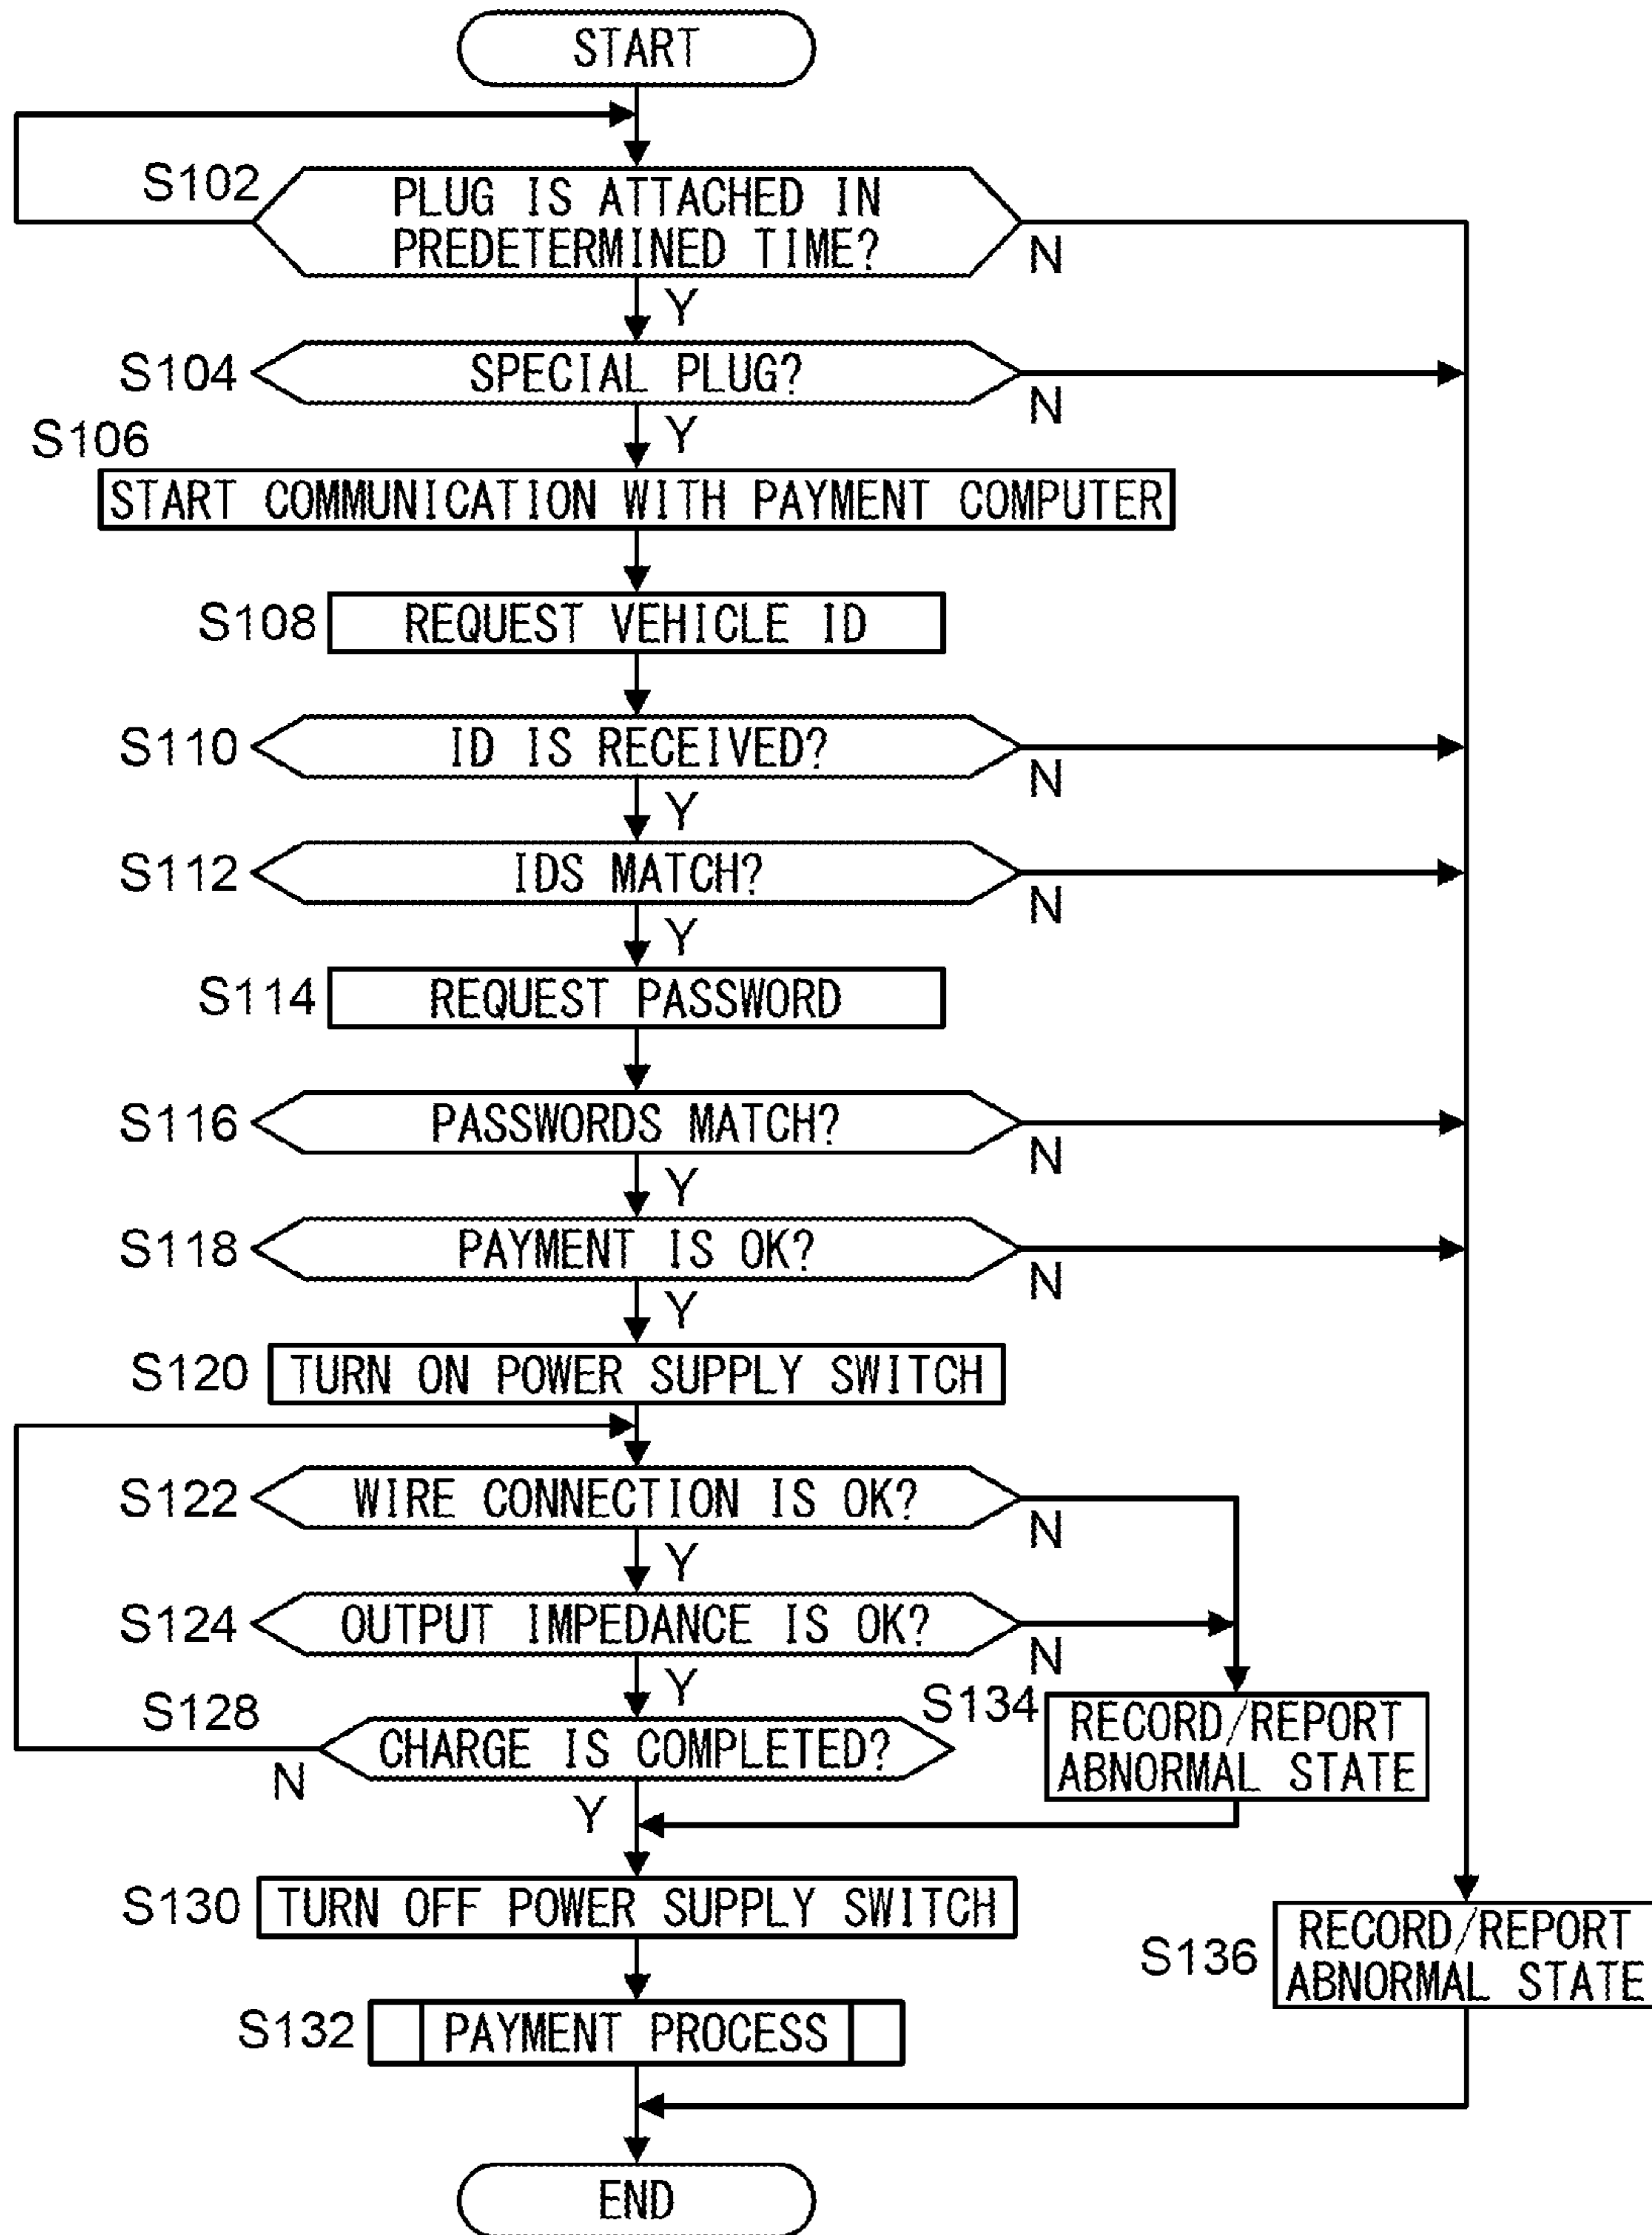 START
S102
PLUG IS ATTACHED IN
PREDETERMINED TIME?
N
Y
S104
SPECIAL PLUG?
N
Y
S106
START COMMUNICATION WITH PAYMENT COMPUTER
S108
REQUEST VEHICLE ID
S110
ID IS RECEIVED?
N
Y
S112
IDS MATCH?
N
Y
S114
REQUEST PASSWORD
S116
PASSWORDS MATCH?
N
Y
S118
PAYMENT IS OK?
N
Y
S120
TURN ON POWER SUPPLY SWITCH
S122
WIRE CONNECTION IS OK?
N
Y
S124
OUTPUT IMPEDANCE IS OK?
N
Y
S128
CHARGE IS COMPLETED?
N
Y
S134
RECORD/REPORT
ABNORMAL STATE
S130
TURN OFF POWER SUPPLY SWITCH
S136
RECORD/REPORT
ABNORMAL STATE
S132
PAYMENT PROCESS
END